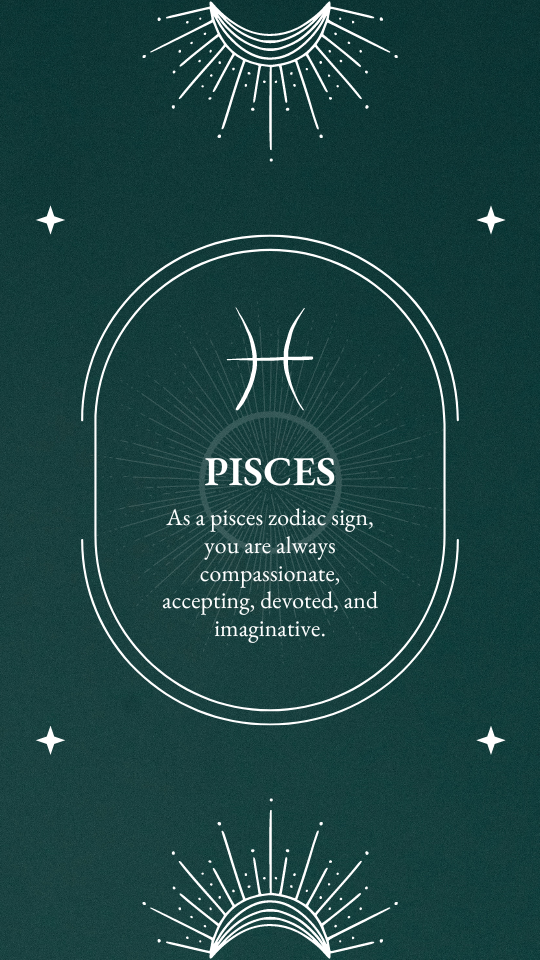 PISCES
As a pisces zodiac sign,
you are always
compassionate,
accepting, devoted, and
imaginative.